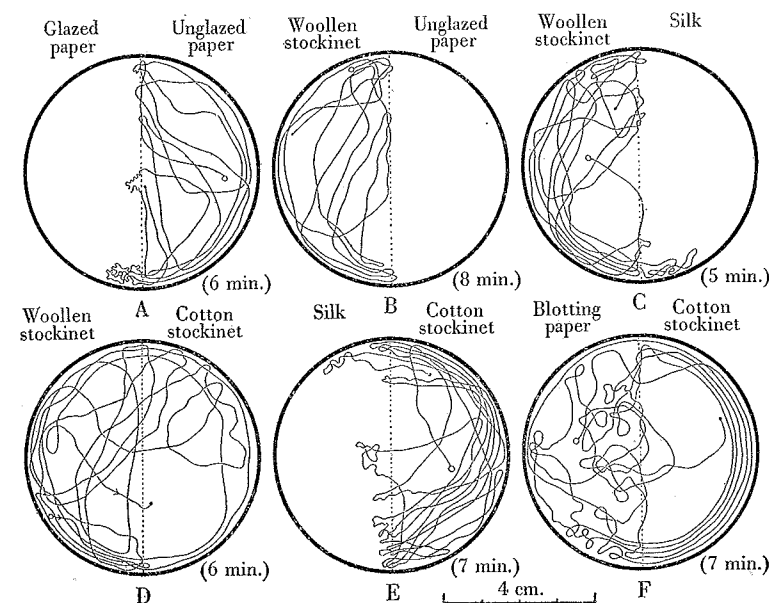 Glazed paper
Unglazed paper
Woollen stockinet
Unglazed paper
Woollen stockinet
Silk
(6 min.)
(8 min.)
(5 min.)
A
B
C
Woollen stockinet
Cotton stockinet
Silk
Cotton stockinet
Blotting paper
Cotton stockinet
(6 min.)
(7 min.)
(7 min.)
D
E
F
4 cm.